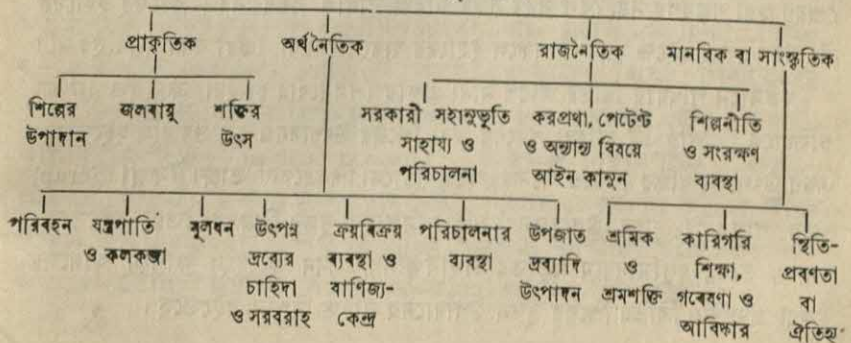 প্রাকৃতিক অর্থনৈতিক রাজনৈতিক মানবিক বা সাংস্কৃতিক
শিল্পের উপাদান
জলবায়ু
শক্তির উৎস
সরকারী সহানুভূতি সাহায্য ও পরিচালনা
করপ্রথা, পেটেন্ট ও অন্যান্য বিষয়ে আইন কানুন
শিল্পনীতি ও সংরক্ষণ ব্যবস্থা
পরিবহন
যন্ত্রপাতি ও কলকব্জা
মূলধন
উৎপন্ন দ্রব্যের চাহিদা ও সরবরাহ
ক্রয়বিক্রয় ব্যবস্থা ও বাণিজ্য-কেন্দ্র
পরিচালনার ব্যবস্থা
উপজাত দ্রব্যাদি উৎপাদন
শ্রমিক ও শ্রমশক্তি
কারিগরি শিক্ষা, গবেষণা ও আবিষ্কার
স্থিতি-প্রবণতা বা ঐতিহ্য